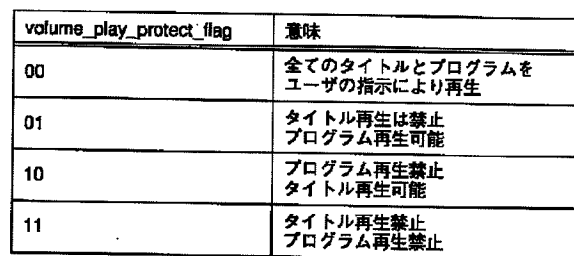 volume_play_protect_flag 意味
00 全てのタイトルとプログラムを
ユーザの指示により再生
01 タイトル再生は禁止
プログラム再生可能
10 プログラム再生禁止
タイトル再生可能
11 タイトル再生禁止
プログラム再生禁止